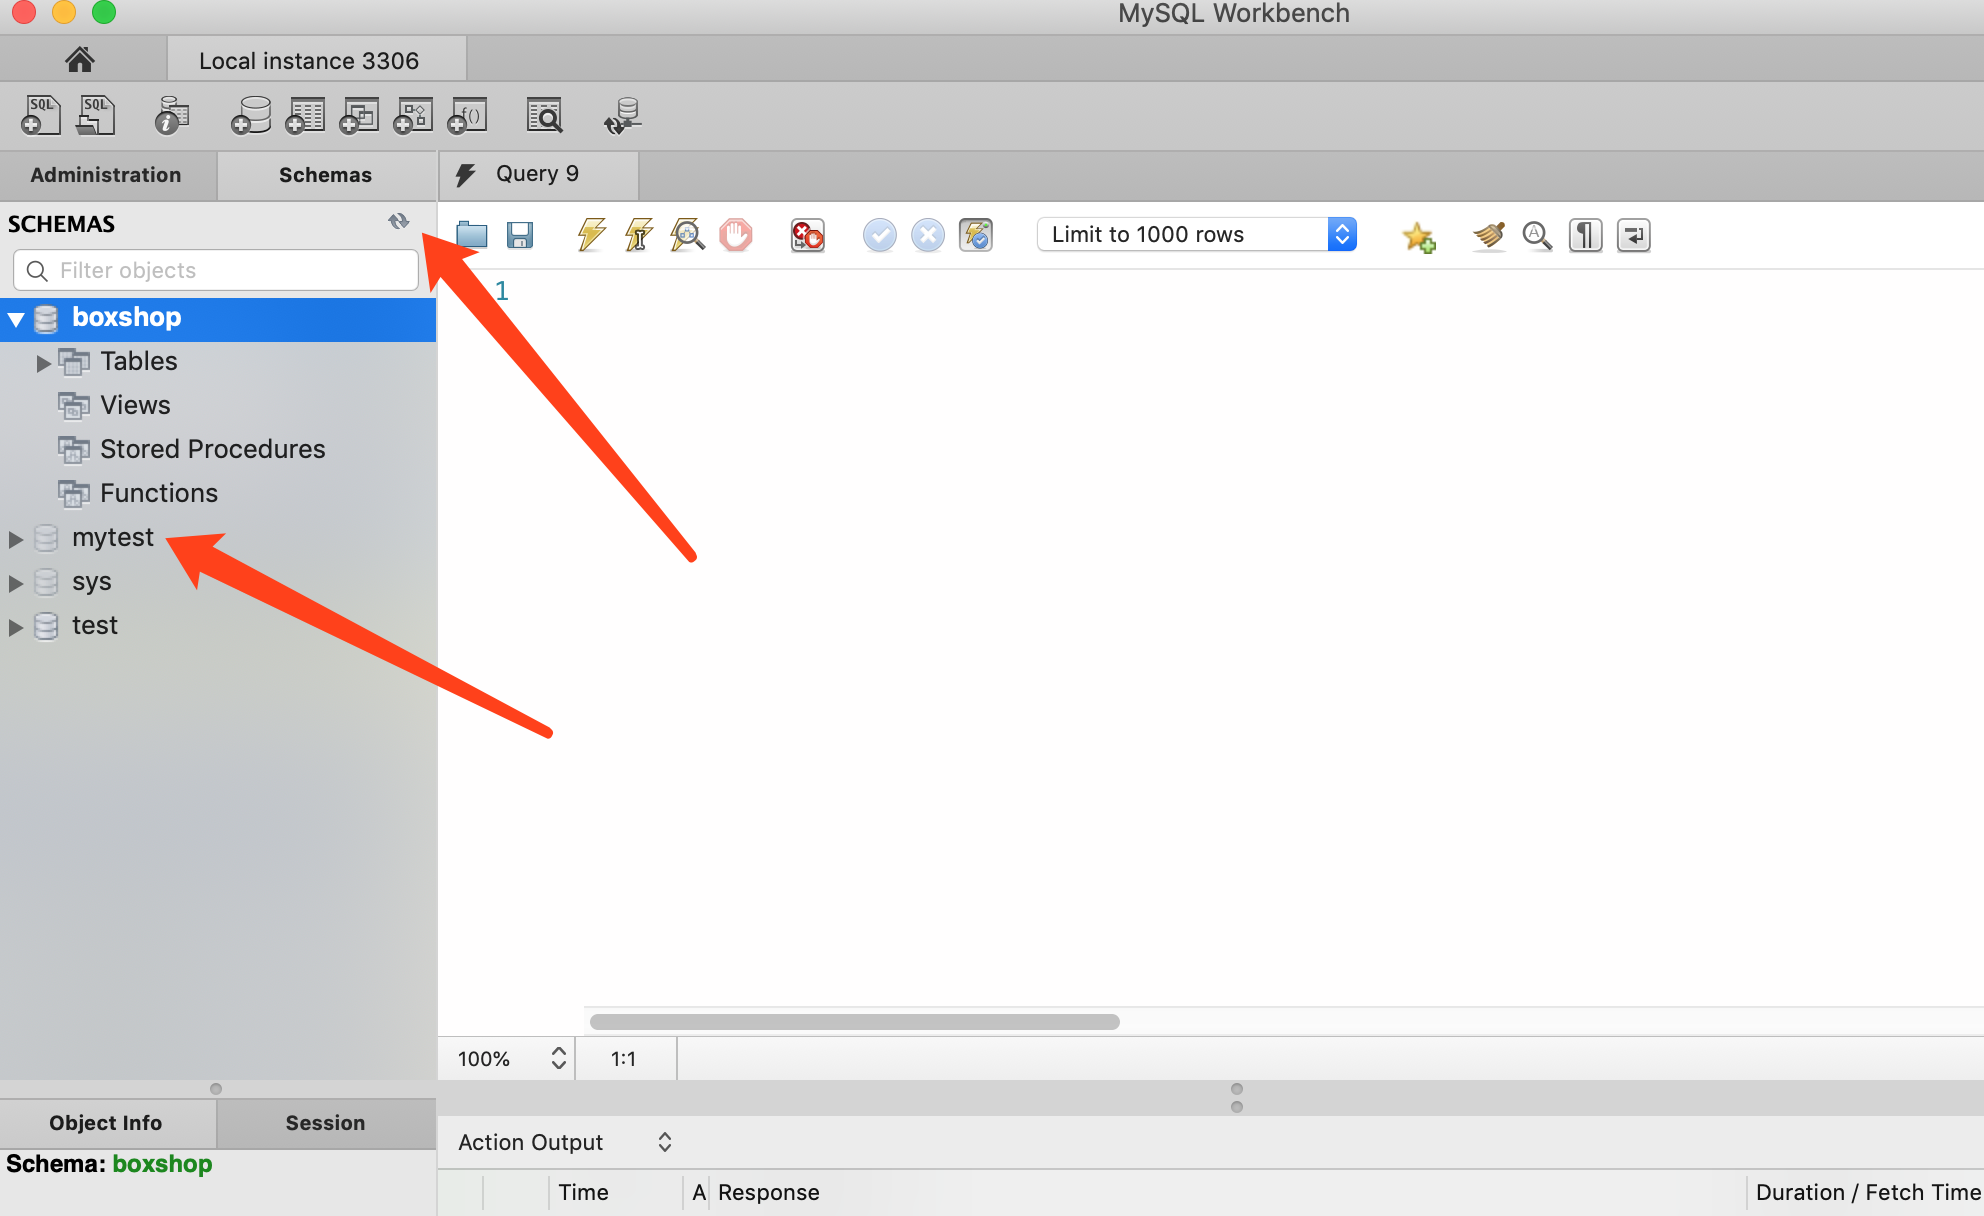 MySQL Workbench
Local instance 3306
SQL SQL
Administration Schemas Query 9
SCHEMAS
Limit to 1000 rows
Filter objects
1
boxshop
Tables
Views
Stored Procedures
Functions
mytest
sys
test
100% 1:1
Object Info Session
Action Output
Schema: boxshop
Time A Response Duration / Fetch Time